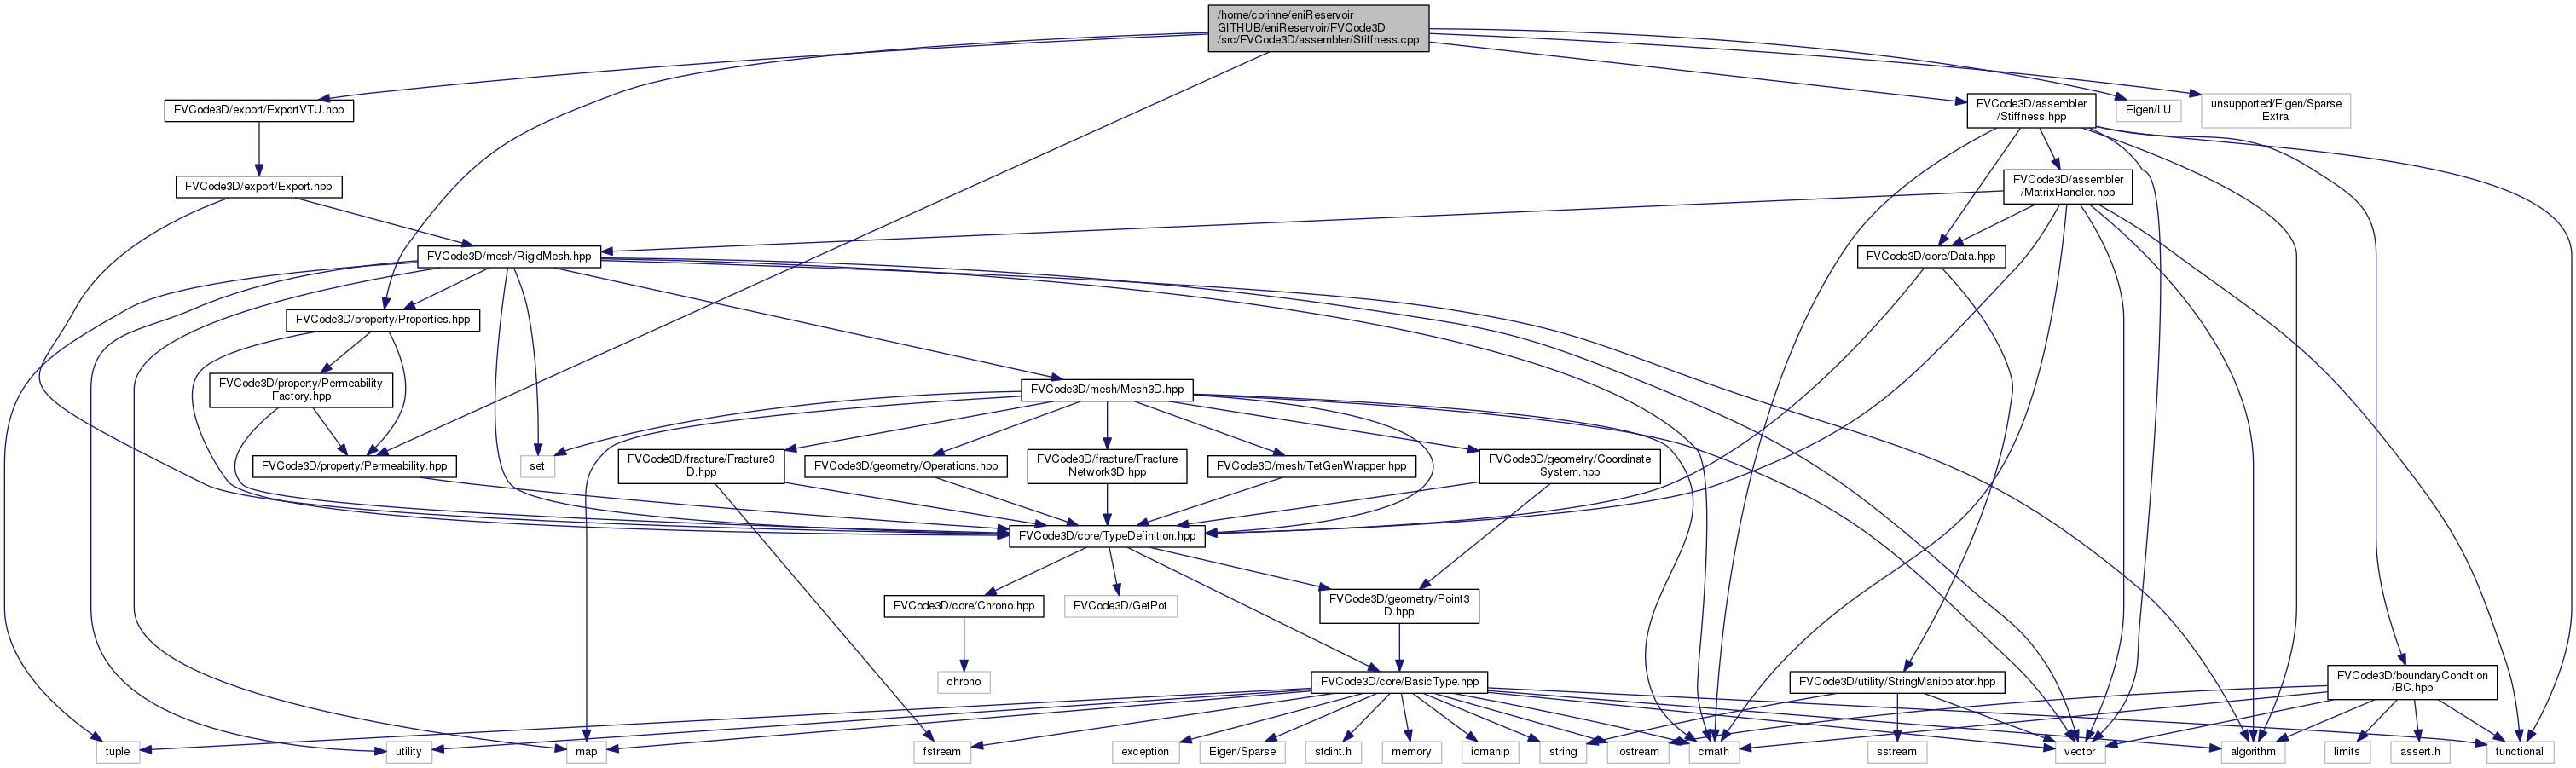 /home/corinne/eniReservoir
GITHUB/eniReservoir/FVCode3D
/src/FVCode3D/assembler/Stiffness.cpp
FVCode3D/export/ExportVTU.hpp
FVCode3D/assembler
/Stiffness.hpp
Eigen/LU
unsupported/Eigen/Sparse
Extra
FVCode3D/export/Export.hpp
FVCode3D/assembler
/MatrixHandler.hpp
FVCode3D/mesh/RigidMesh.hpp
FVCode3D/core/Data.hpp
FVCode3D/property/Properties.hpp
FVCode3D/property/Permeability
Factory.hpp
FVCode3D/mesh/Mesh3D.hpp
FVCode3D/property/Permeability.hpp
set
FVCode3D/fracture/Fracture3
D.hpp
FVCode3D/geometry/Operations.hpp
FVCode3D/fracture/Fracture
Network3D.hpp
FVCode3D/mesh/TetGenWrapper.hpp
FVCode3D/geometry/Coordinate
System.hpp
FVCode3D/core/TypeDefinition.hpp
FVCode3D/core/Chrono.hpp
FVCode3D/GetPot
FVCode3D/geometry/Point3
D.hpp
chrono
FVCode3D/core/BasicType.hpp
FVCode3D/utility/StringManipolator.hpp
FVCode3D/boundaryCondition
/BC.hpp
tuple
utility
map
fstream
exception
Eigen/Sparse
stdint.h
memory
iomanip
string
iostream
cmath
sstream
vector
algorithm
limits
assert.h
functional